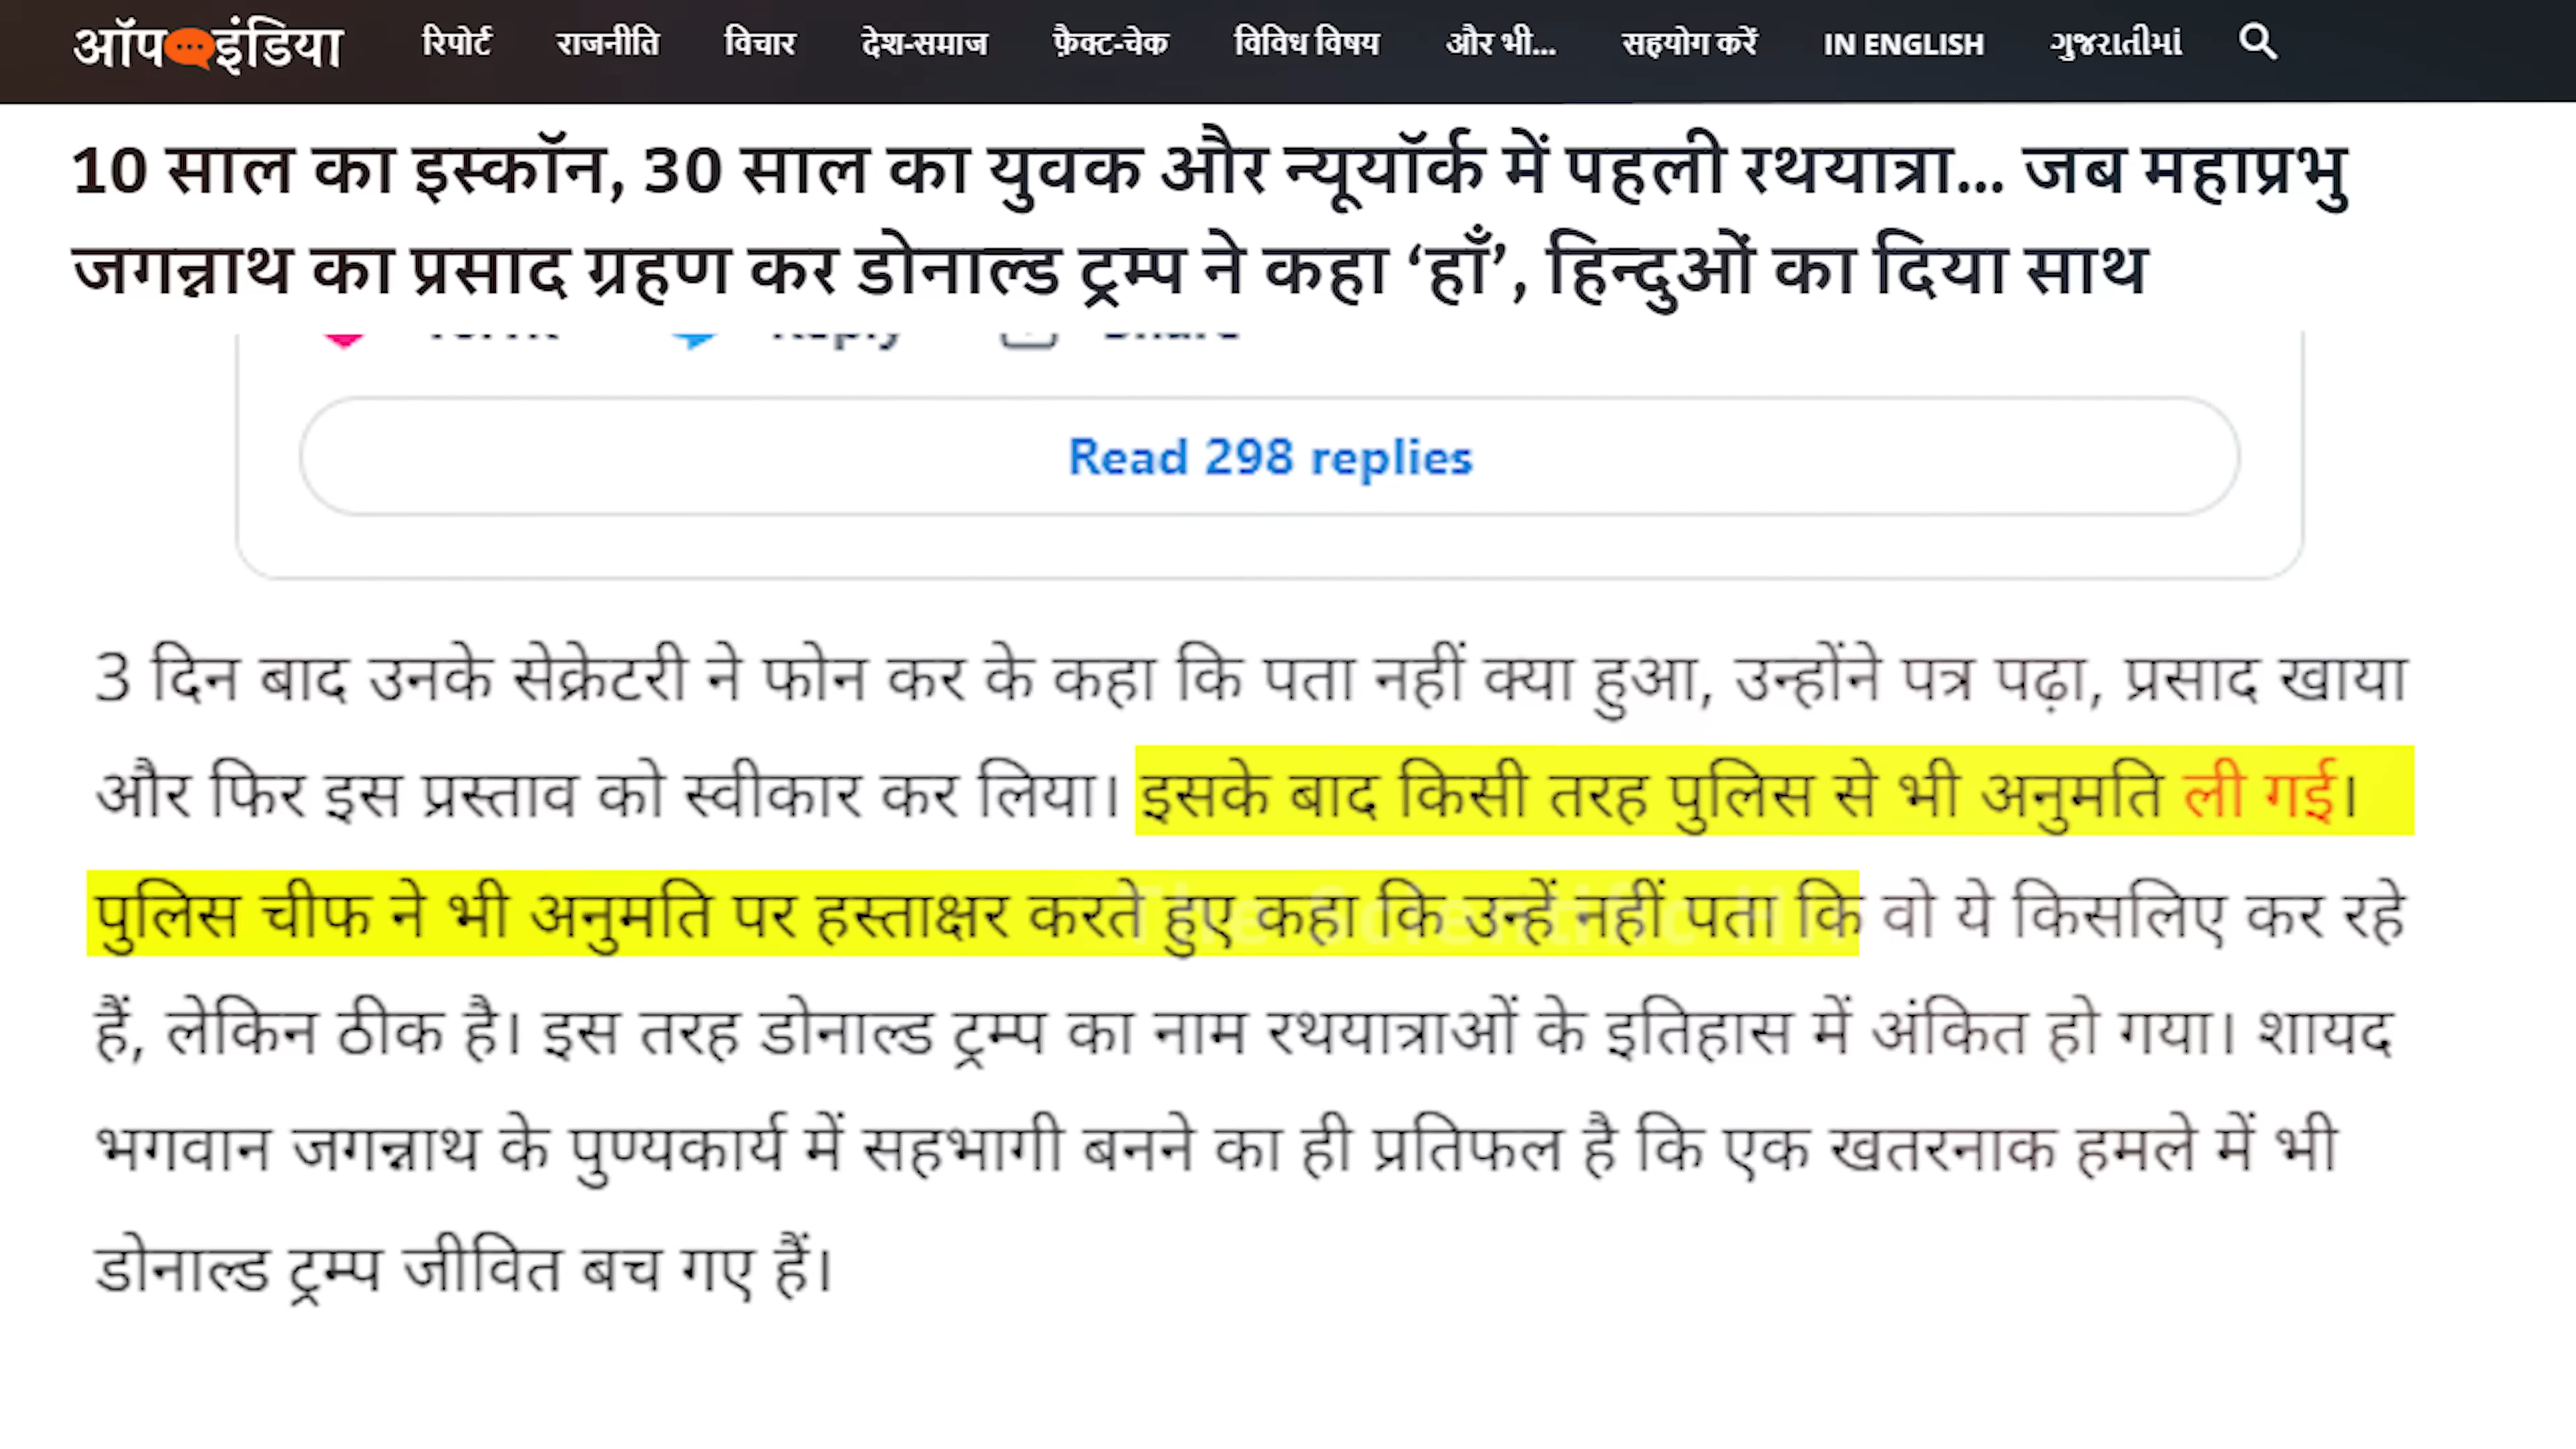 ऑपइंडिया रिपोर्ट राजनीति विचार देश-समाज फ़ैक्ट-चेक विविध विषय और भी... सहयोग करें IN ENGLISH ગુજરાતીમાં
10 साल का इस्कॉन, 30 साल का युवक और न्यूयॉर्क में पहली रथयात्रा... जब महाप्रभु
जगन्नाथ का प्रसाद ग्रहण कर डोनाल्ड ट्रम्प ने कहा ‘हाँ’, हिन्दुओं का दिया साथ
Reply Share
Read 298 replies
3 दिन बाद उनके सेक्रेटरी ने फोन कर के कहा कि पता नहीं क्या हुआ, उन्होंने पत्र पढ़ा, प्रसाद खाया
और फिर इस प्रस्ताव को स्वीकार कर लिया। इसके बाद किसी तरह पुलिस से भी अनुमति ली गई।
पुलिस चीफ ने भी अनुमति पर हस्ताक्षर करते हुए कहा कि उन्हें नहीं पता कि वो ये किसलिए कर रहे
हैं, लेकिन ठीक है। इस तरह डोनाल्ड ट्रम्प का नाम रथयात्राओं के इतिहास में अंकित हो गया। शायद
भगवान जगन्नाथ के पुण्यकार्य में सहभागी बनने का ही प्रतिफल है कि एक खतरनाक हमले में भी
डोनाल्ड ट्रम्प जीवित बच गए हैं।